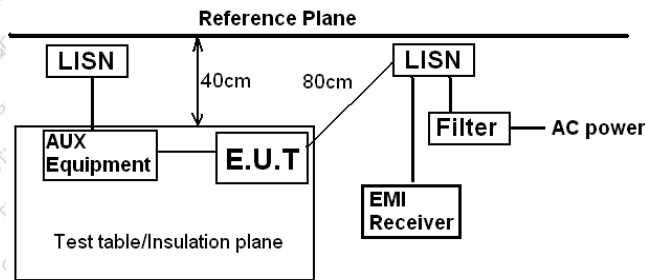 Reference Plane
LISN
40cm
80cm
LISN
AUX
Equipment
E.U.T
Filter
AC power
EMI
Receiver
Test table/Insulation plane